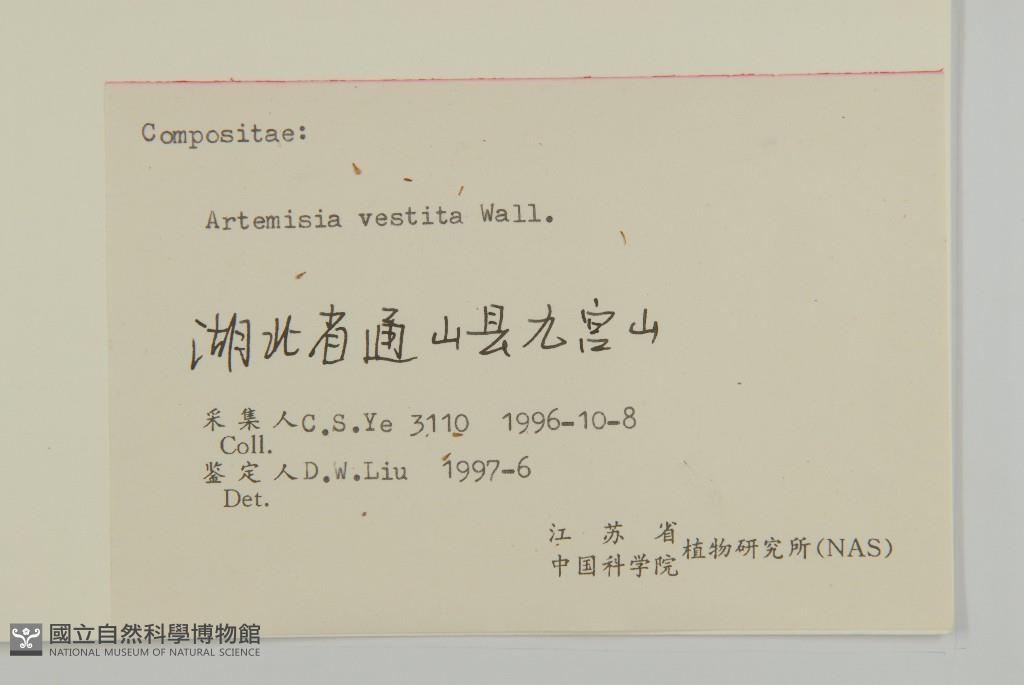 Compositae:
Artemisia vestita Wall.
湖北省通山县九宫山
采集人C.S.Ye 3110 1996-10-8
Coll.
鉴定人D.W.Liu 1997-6
Det.
江苏省
中国科学院植物研究所(NAS)
國立自然科學博物館
NATIONAL MUSEUM OF NATURAL SCIENCE